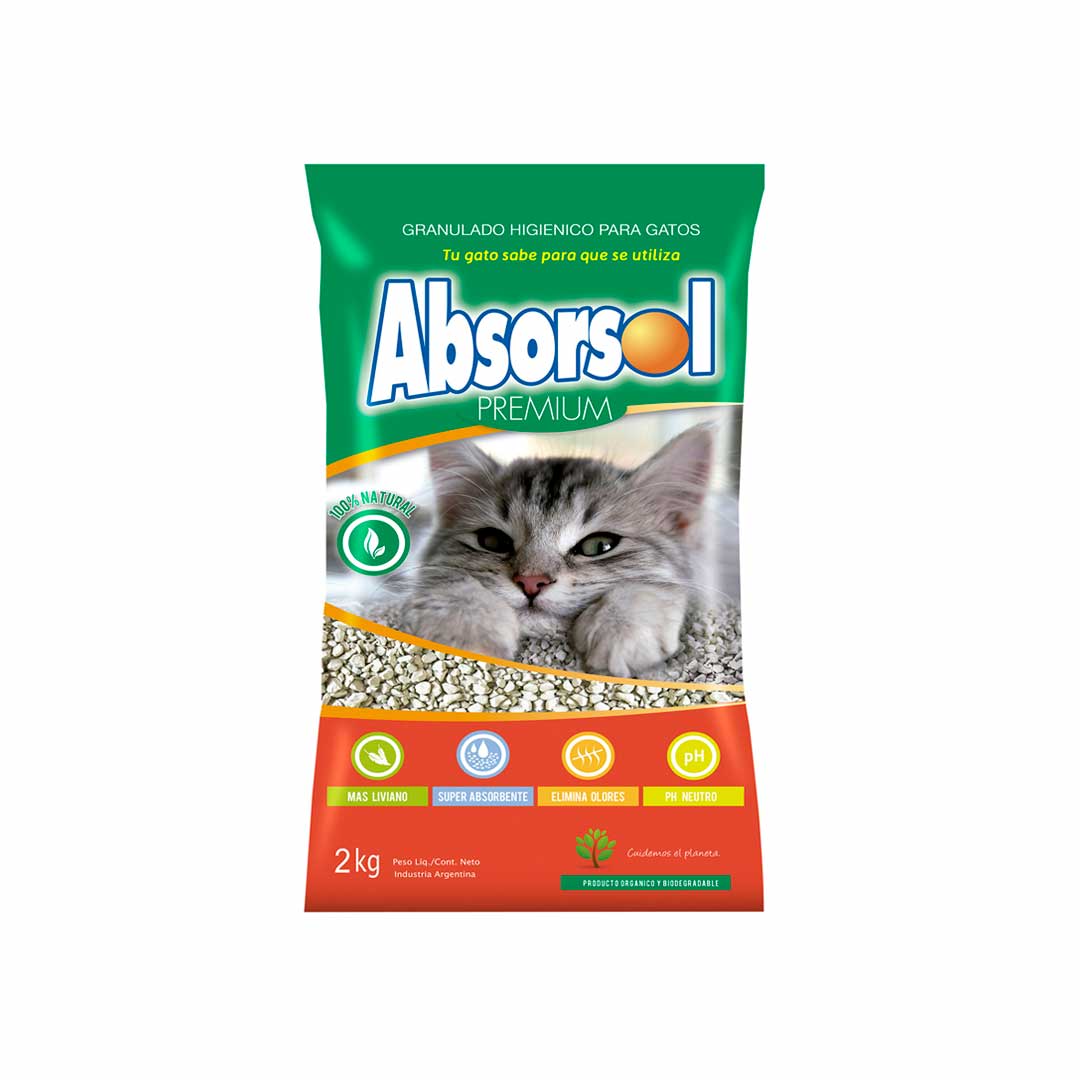 GRANULADO HIGIENICO PARA GATOS
Tu gato sabe para que se utiliza
Absorsol
PREMIUM
100% NATURAL
pH
MAS LIVIANO
SUPER ABSORBENTE
ELIMINA OLORES
PH NEUTRO
2kg
Peso Líq./Cont. Neto
Industria Argentina
Cuidemos el planeta.
PRODUCTO ORGANICO Y BIODEGRADABLE